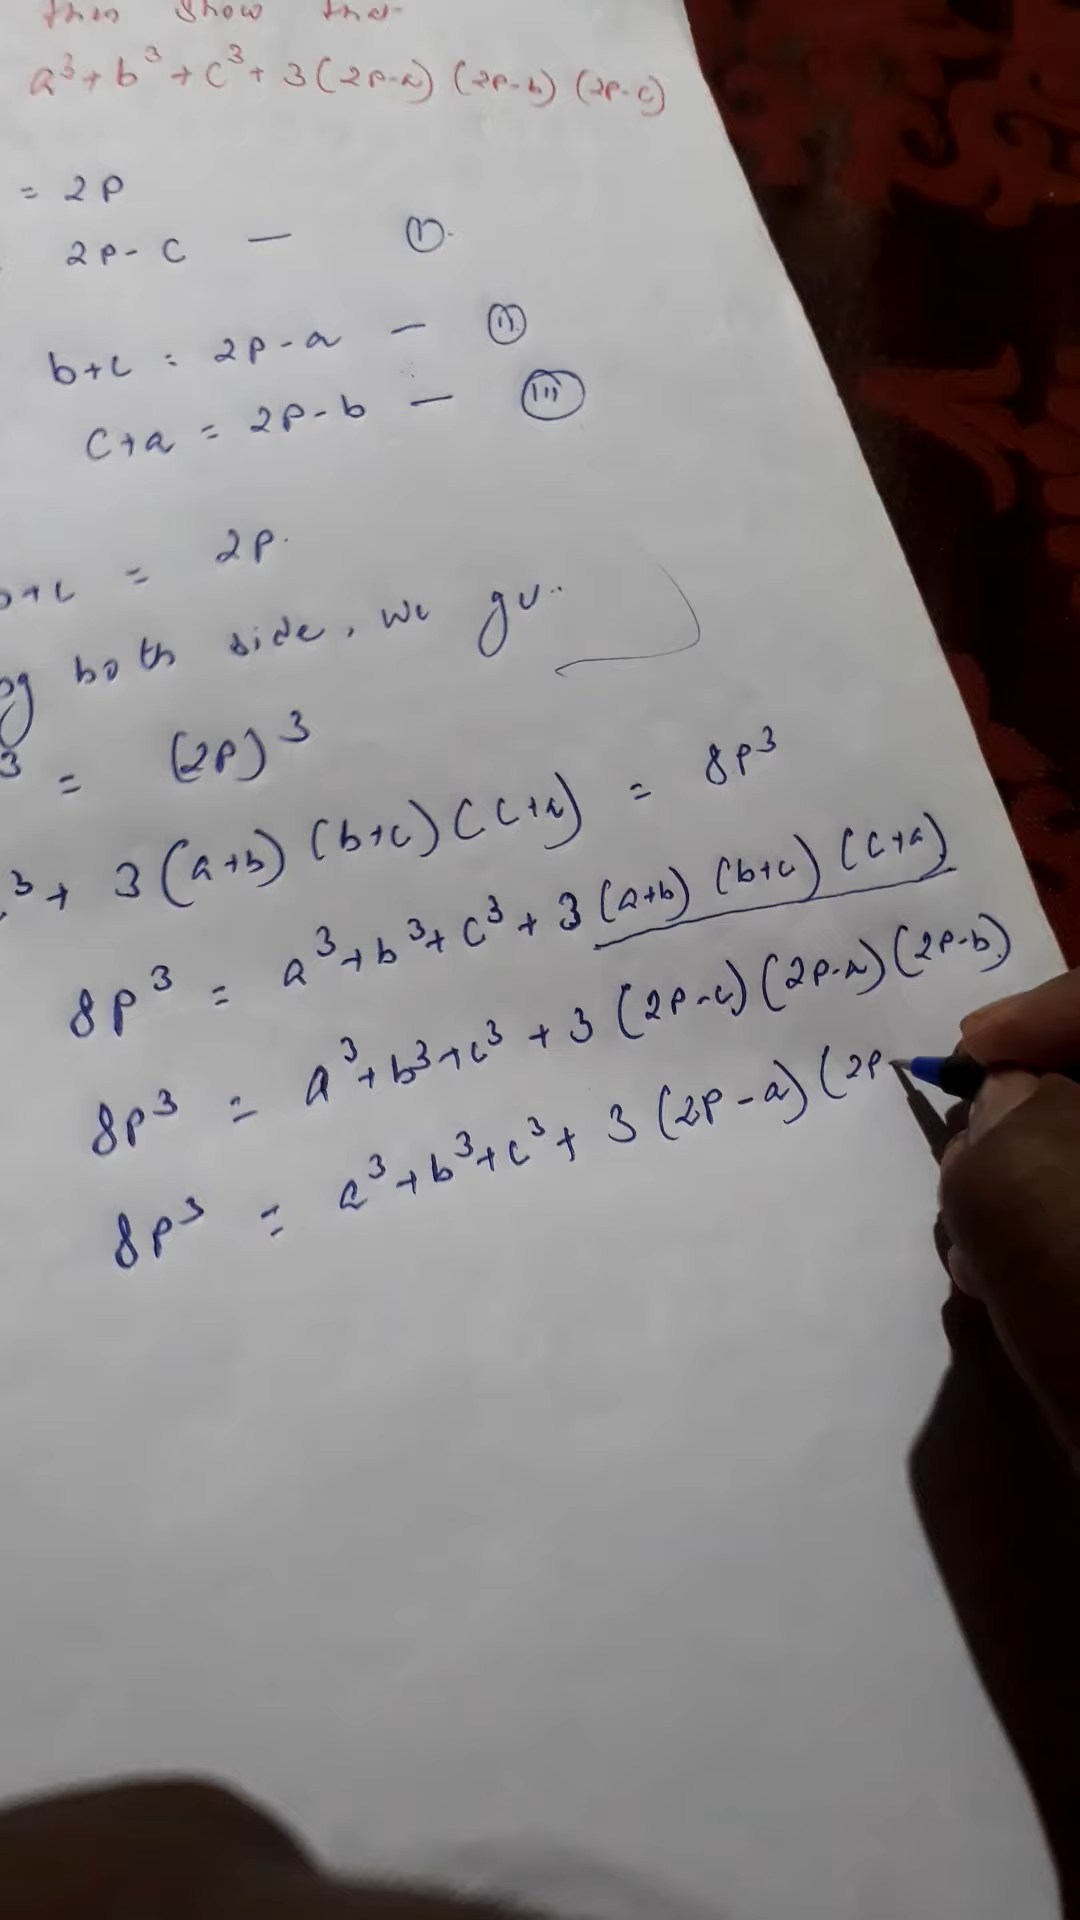 then show that
a³+b³+c³+3(2p-a)(2p-b)(2p-c)
= 2p
2p-c — (i).
b+c = 2p-a — (ii)
c+a = 2p-b — (iii)
b+c = 2p.
both side, we
³ = (2p)³
³+ 3(a+b)(b+c)(c+a) = 8p³
8p³ = a³+b³+c³+3(a+b)(b+c)(c+a)
8p³ = a³+b³+c³+3(2p-c)(2p-a)(2p-b)
8p³ = a³+b³+c³+3(2p-a)(2p-